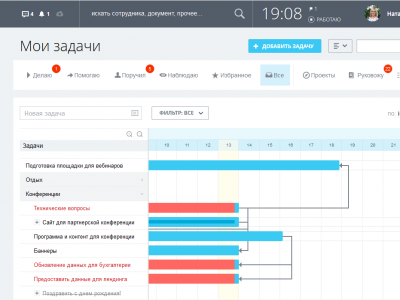 4 1
искать сотрудника, документ, прочее...
19:08
1
РАБОТАЮ
Ната
Мои задачи
+ ДОБАВИТЬ ЗАДАЧУ
Делаю 1
Помогаю
Поручил 5
Наблюдаю
Избранное
Все
Проекты
Руковожу 22
Новая задача
ФИЛЬТР: ВСЕ
по
Задачи
10 11 12 13 14 15 16 17 18 19 20 21
Подготовка площадки для вебинаров
Отдых
Конференции
Технические вопросы
Сайт для партнерской конференции
Программа и контент для конференции
Баннеры
Обновление данных для бухгалтерии
Предоставить данные для лендинга
Поздравить с днем рождения!